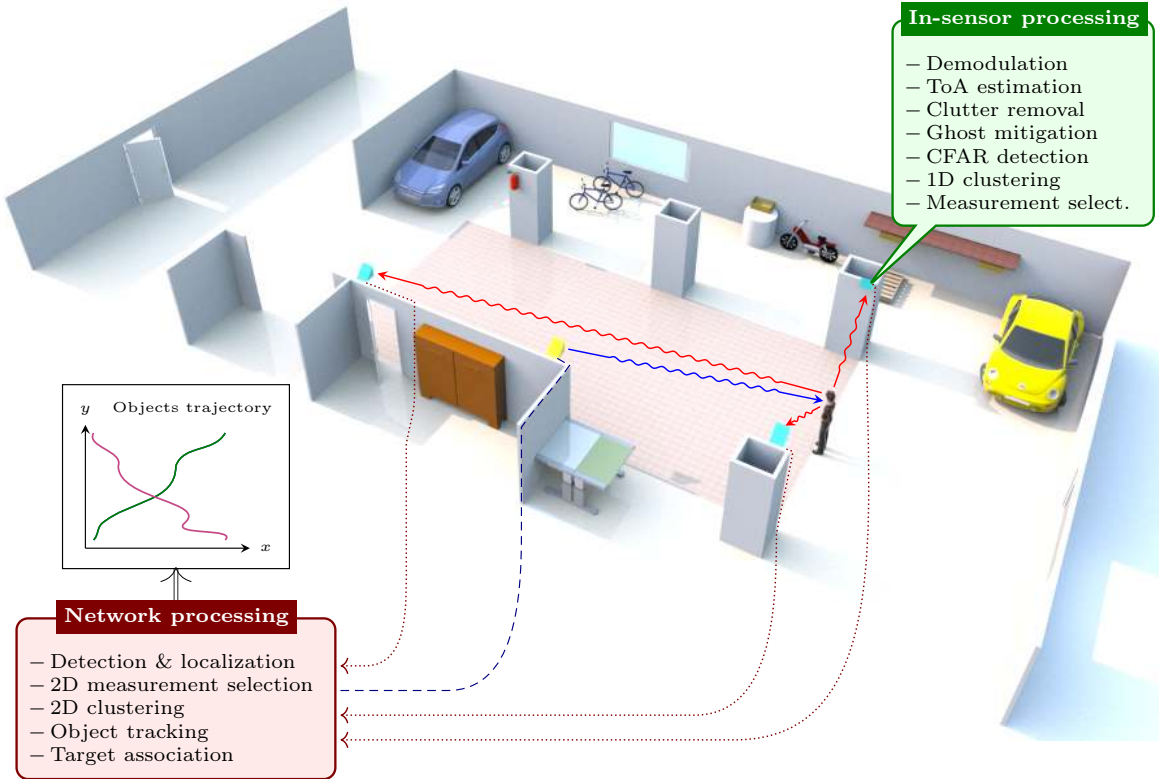 In-sensor processing
– Demodulation
– ToA estimation
– Clutter removal
– Ghost mitigation
– CFAR detection
– 1D clustering
– Measurement select.
y
Objects trajectory
x
Network processing
– Detection & localization
– 2D measurement selection
– 2D clustering
– Object tracking
– Target association